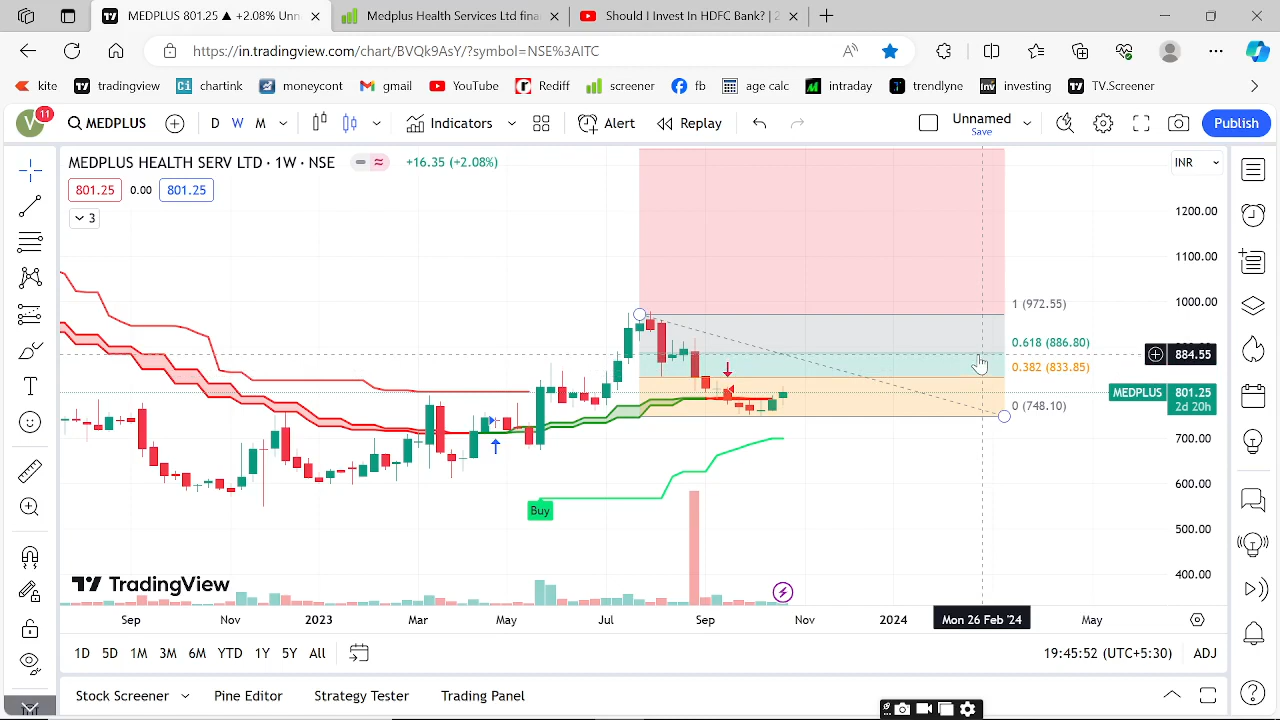 MEDPLUS 801.25 ▲ +2.08% Unn
MEDPLUS Health Services Ltd fina
Should I Invest in HDFC Bank? | 2
https://in.tradingview.com/chart/BVQk9AsY/?symbol=NSE%3AITC
kite
tradingview
chartink
moneycont
gmail
YouTube
Rediff
screener
fb
age calc
intraday
trendlyne
investing
TV Screener
V
11
MEDPLUS
D
W
M
Indicators
Alert
Replay
Unnamed
Save
Publish
MEDPLUS HEALTH SERV LTD · 1W · NSE
+16.35 (+2.08%)
INR
801.25
0.00
801.25
3
1200.00
1100.00
1000.00
1 (972.55)
0.618 (886.80)
884.55
0.382 (833.85)
MEDPLUS
801.25
2d 20h
0 (748.10)
700.00
600.00
Buy
500.00
400.00
TradingView
Sep
Nov
2023
Mar
May
Jul
Sep
Nov
2024
Mon 26 Feb '24
May
1D
5D
1M
3M
6M
YTD
1Y
5Y
All
19:45:52 (UTC+5:30)
ADJ
Stock Screener
Pine Editor
Strategy Tester
Trading Panel